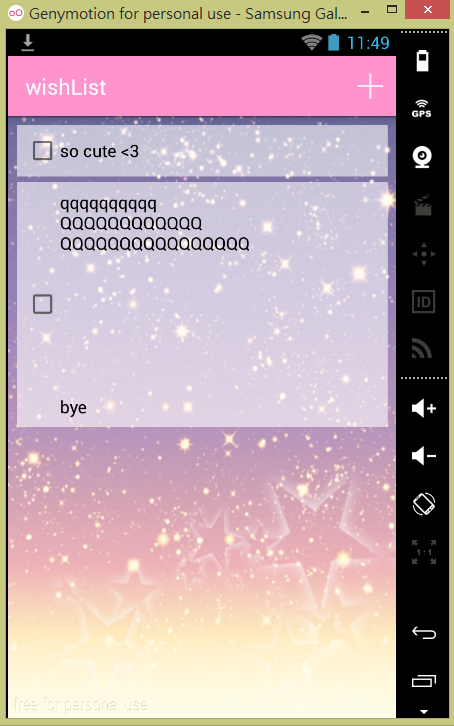 Genymotion for personal use - Samsung Gal...
11:49
wishList
GPS
so cute <3
qqqqqqqqqq
QQQQQQQQQQQQ
QQQQQQQQQQQQQQQQ
ID
bye
1:1
free for personal use